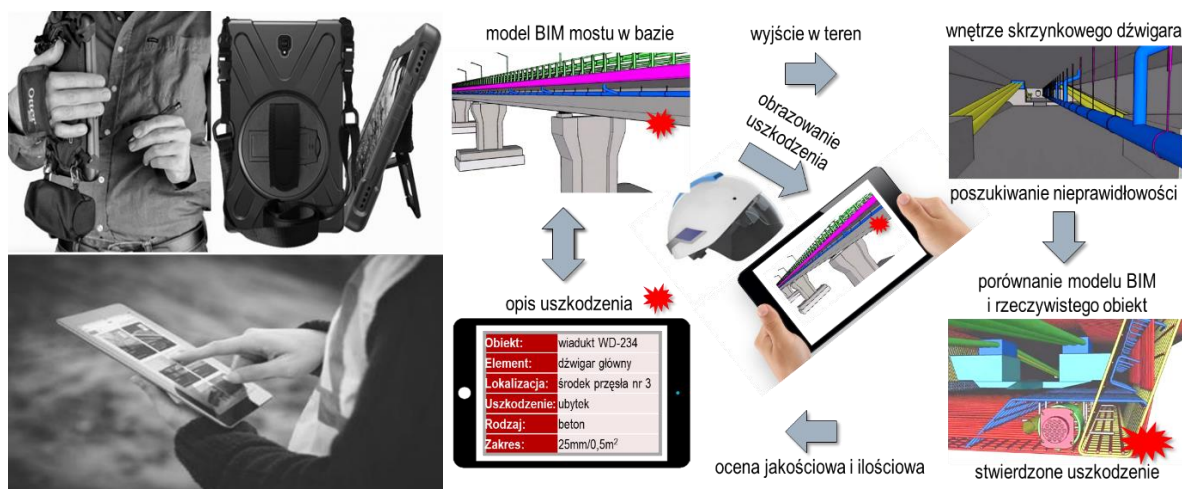 model BIM mostu w bazie
wyjście w teren
wnętrze skrzynkowego dźwigara
obrazowanie
uszkodzenia
poszukiwanie nieprawidłowości
porównanie modelu BIM
i rzeczywistego obiekt
opis uszkodzenia
Obiekt: wiadukt WD-234
Element: dźwigar główny
Lokalizacja: środek przęsła nr 3
Uszkodzenie: ubytek
Rodzaj: beton
Zakres: 25mm/0,5m²
ocena jakościowa i ilościowa
stwierdzone uszkodzenie